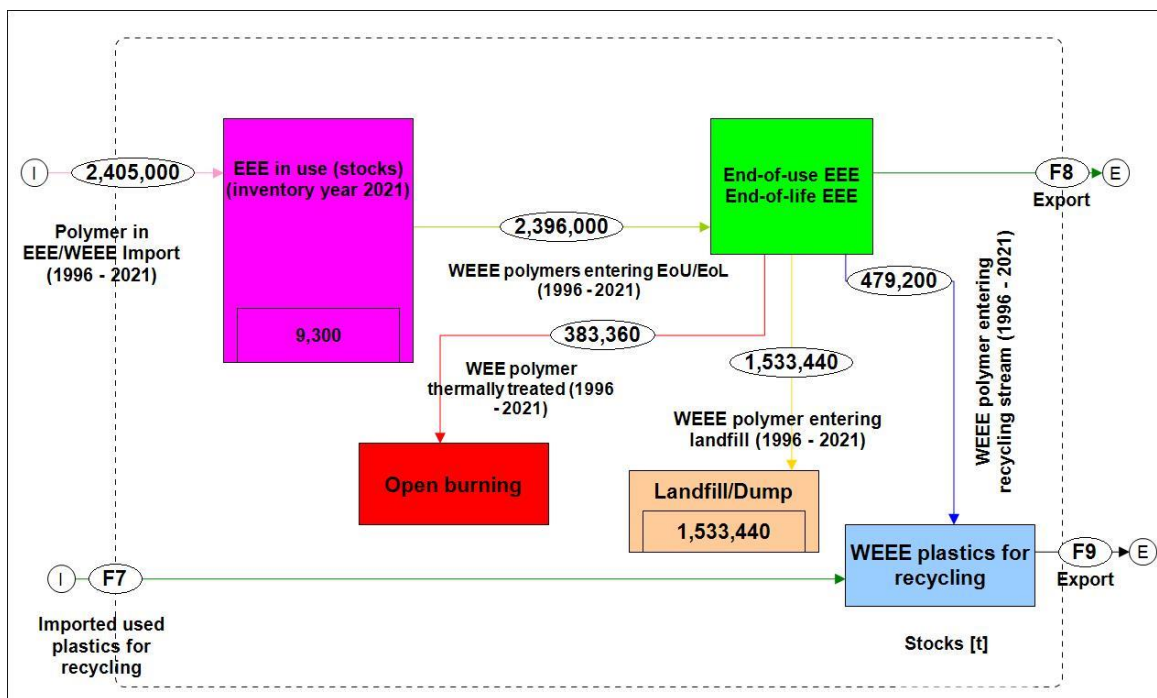 I
2,405,000
Polymer in
EEE/WEEE Import
(1996 - 2021)
EEE in use (stocks)
(inventory year 2021)
9,300
2,396,000
WEEE polymers entering EoU/EoL
(1996 - 2021)
End-of-use EEE
End-of-life EEE
F8
E
Export
479,200
WEEE polymer entering
recycling stream (1996 - 2021)
383,360
WEE polymer
thermally treated (1996
- 2021)
1,533,440
WEEE polymer entering
landfill (1996 - 2021)
Open burning
Landfill/Dump
1,533,440
WEEE plastics for
recycling
F9
E
Export
I
F7
Imported used
plastics for
recycling
Stocks [t]